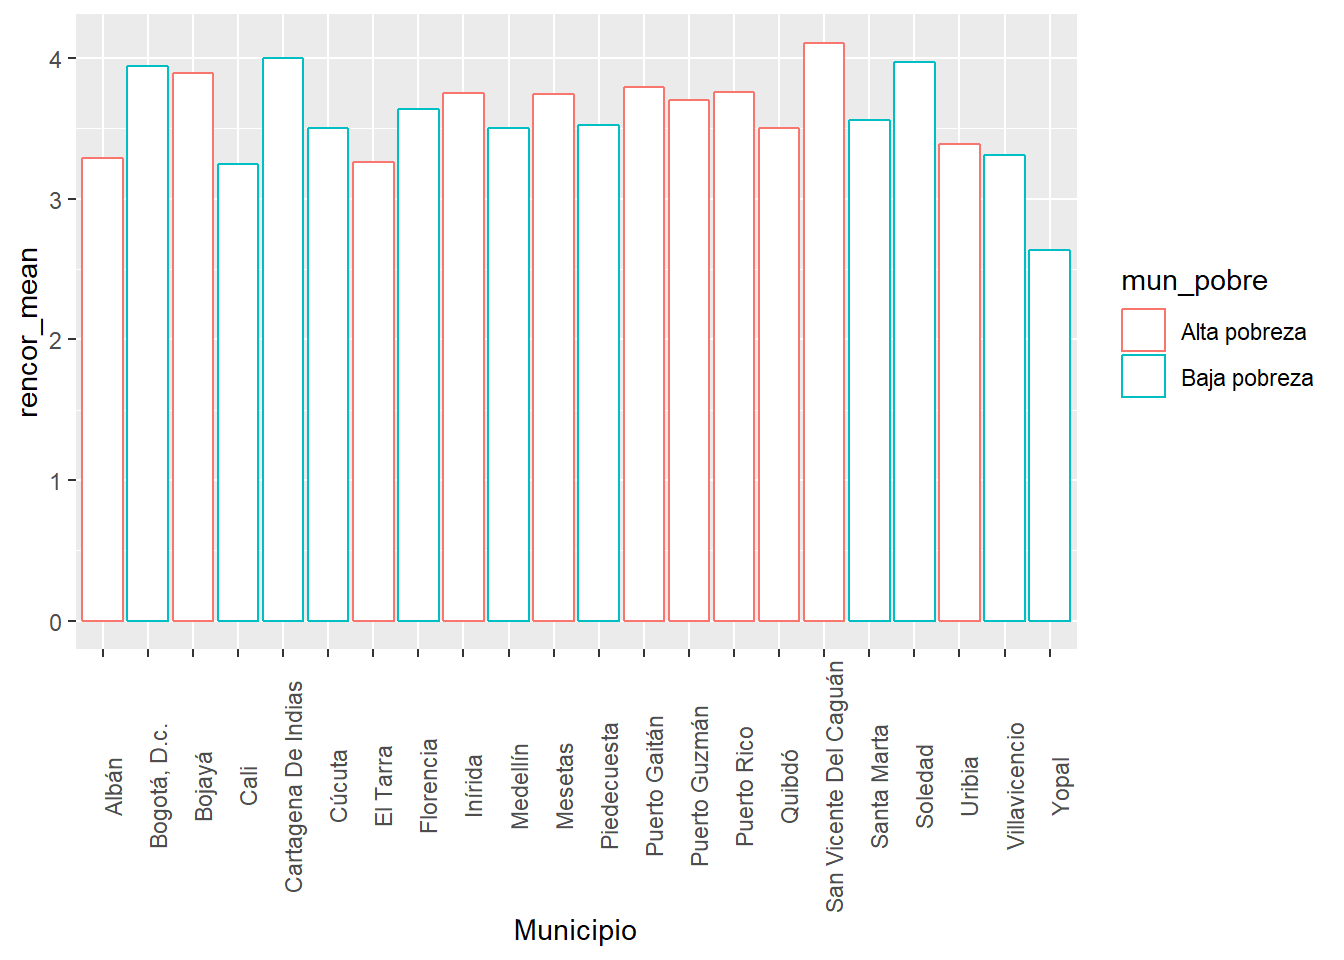 4
3
2
1
0
rencor_mean
Albán
Bogotá, D.c.
Bojayá
Cali
Cartagena De Indias
Cúcuta
El Tarra
Florencia
Inírida
Medellín
Mesetas
Piedecuesta
Puerto Gaitán
Puerto Guzmán
Puerto Rico
Quibdó
San Vicente Del Caguán
Santa Marta
Soledad
Uribia
Villavicencio
Yopal
Municipio
mun_pobre
Alta pobreza
Baja pobreza